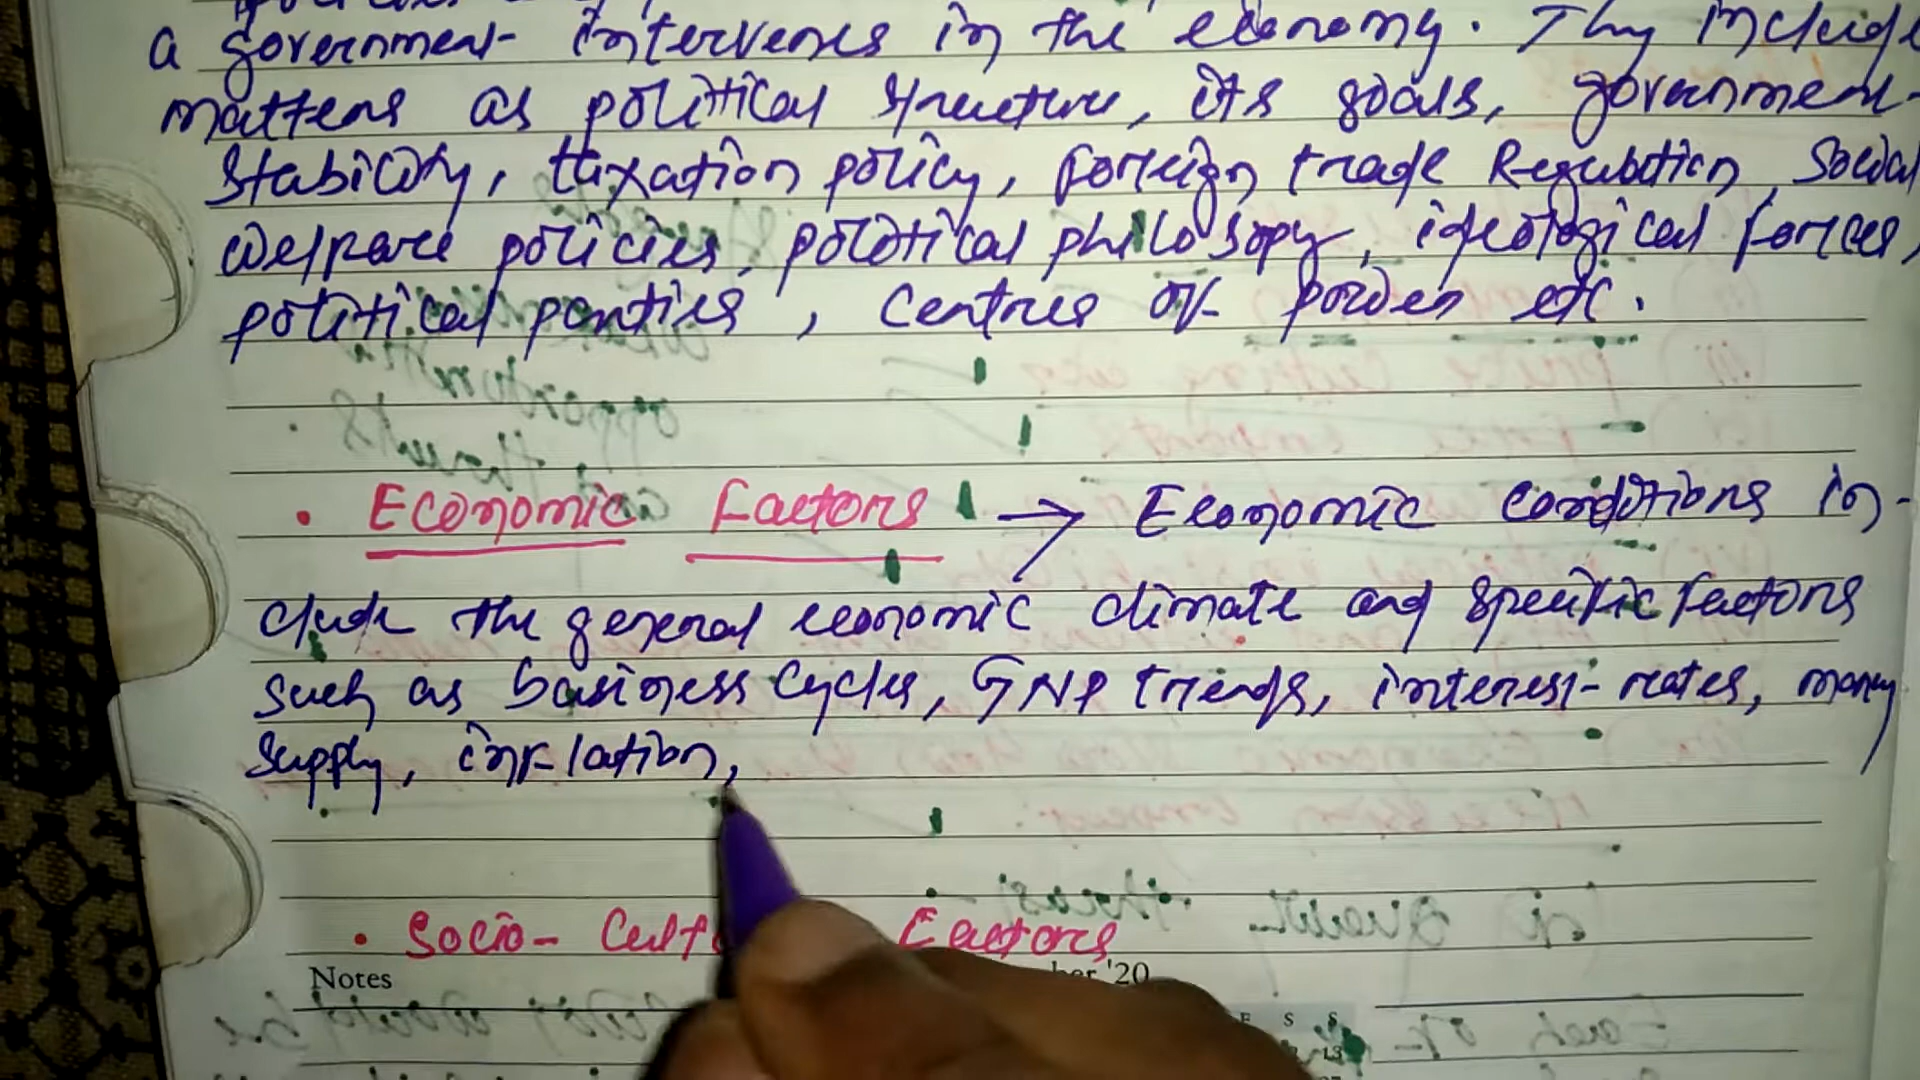 a government intervenes in the economy. They include
matters as political structure, its goals, government
stability, taxation policy, foreign trade Regulation, Social
welfare policies, political philosopy, ideological forces,
political parties, centres of power etc.
• Economic Factors → Economic conditions in-
clude the general economic climate and specific factors
such as business cycles, GNP trends, interest rates, money
supply, inflation,
• Socio- Factors
Notes '20
S S
13